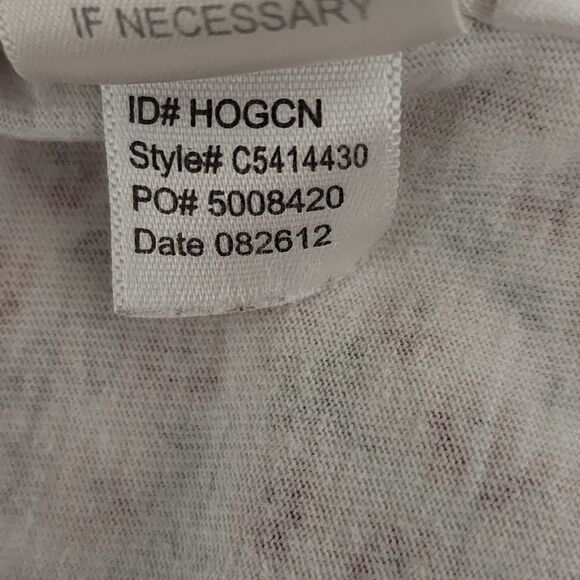 IF NECESSARY
ID# HOGCN
Style# C5414430
PO# 5008420
Date 082612